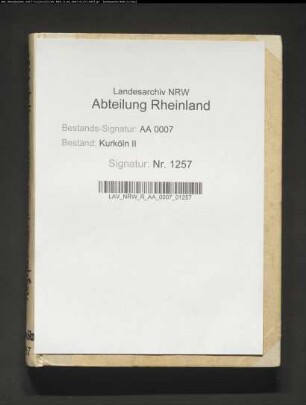 Landesarchiv NRW
Abteilung Rheinland
Bestands-Signatur: AA 0007
Bestand: Kurköln II
Signatur: Nr. 1257
LAV_NRW_R_AA_0007_01257